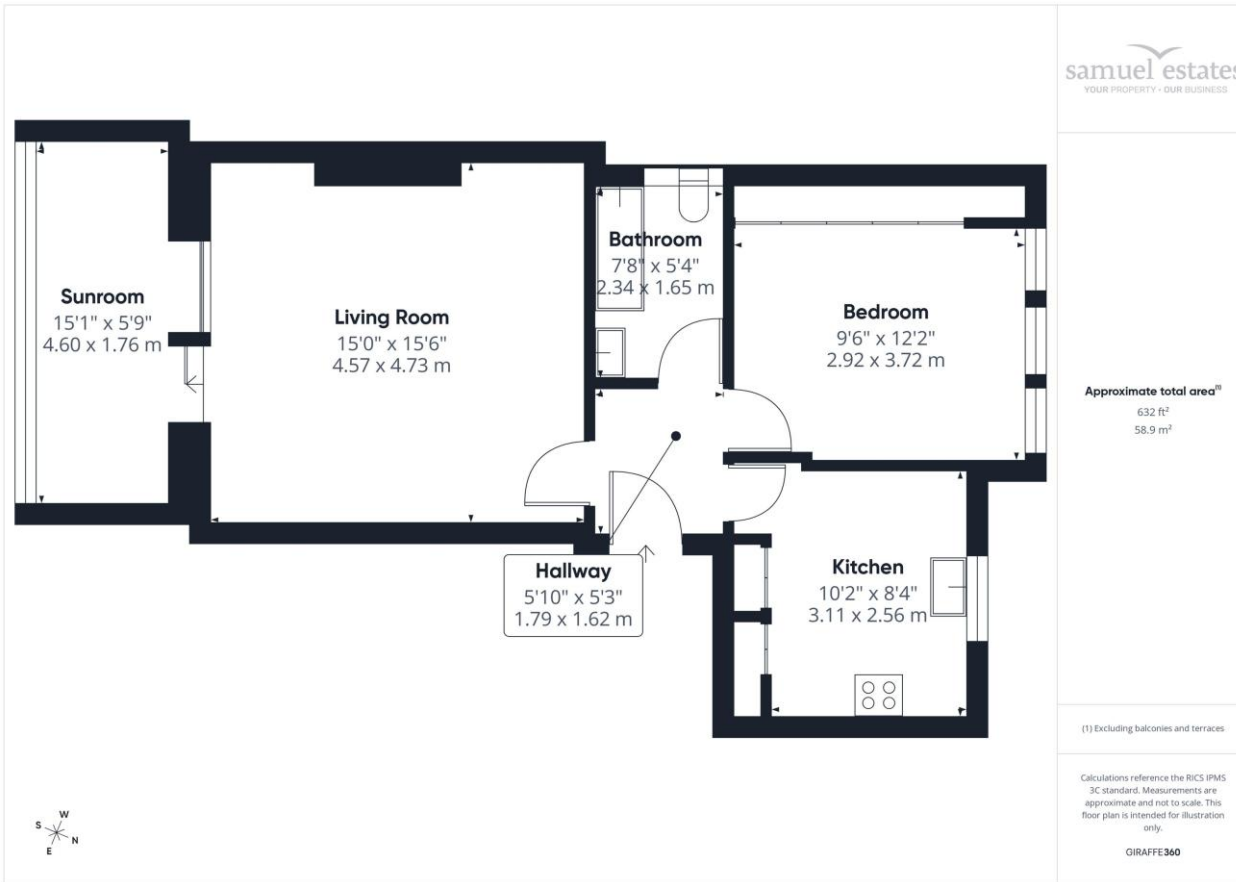 samuel estates
YOUR PROPERTY • OUR BUSINESS
Sunroom
15'1" x 5'9"
4.60 x 1.76 m
Living Room
15'0" x 15'6"
4.57 x 4.73 m
Bathroom
7'8" x 5'4"
2.34 x 1.65 m
Bedroom
9'6" x 12'2"
2.92 x 3.72 m
Hallway
5'10" x 5'3"
1.79 x 1.62 m
Kitchen
10'2" x 8'4"
3.11 x 2.56 m
Approximate total area(1)
632 ft²
58.9 m²
(1) Excluding balconies and terraces
Calculations reference the RICS IPMS
3C standard. Measurements are
approximate and not to scale. This
floor plan is intended for illustration
only.
GIRAFFE360
W
S
N
E